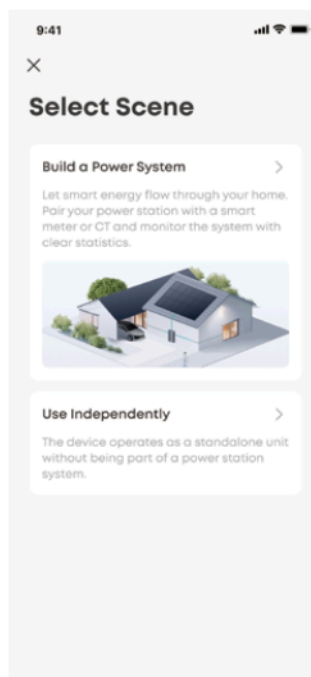 9:41
Select Scene
Build a Power System
Let smart energy flow through your home.
Pair your power station with a smart
meter or CT and monitor the system with
clear statistics.
Use Independently
The device operates as a standalone unit
without being part of a power station
system.